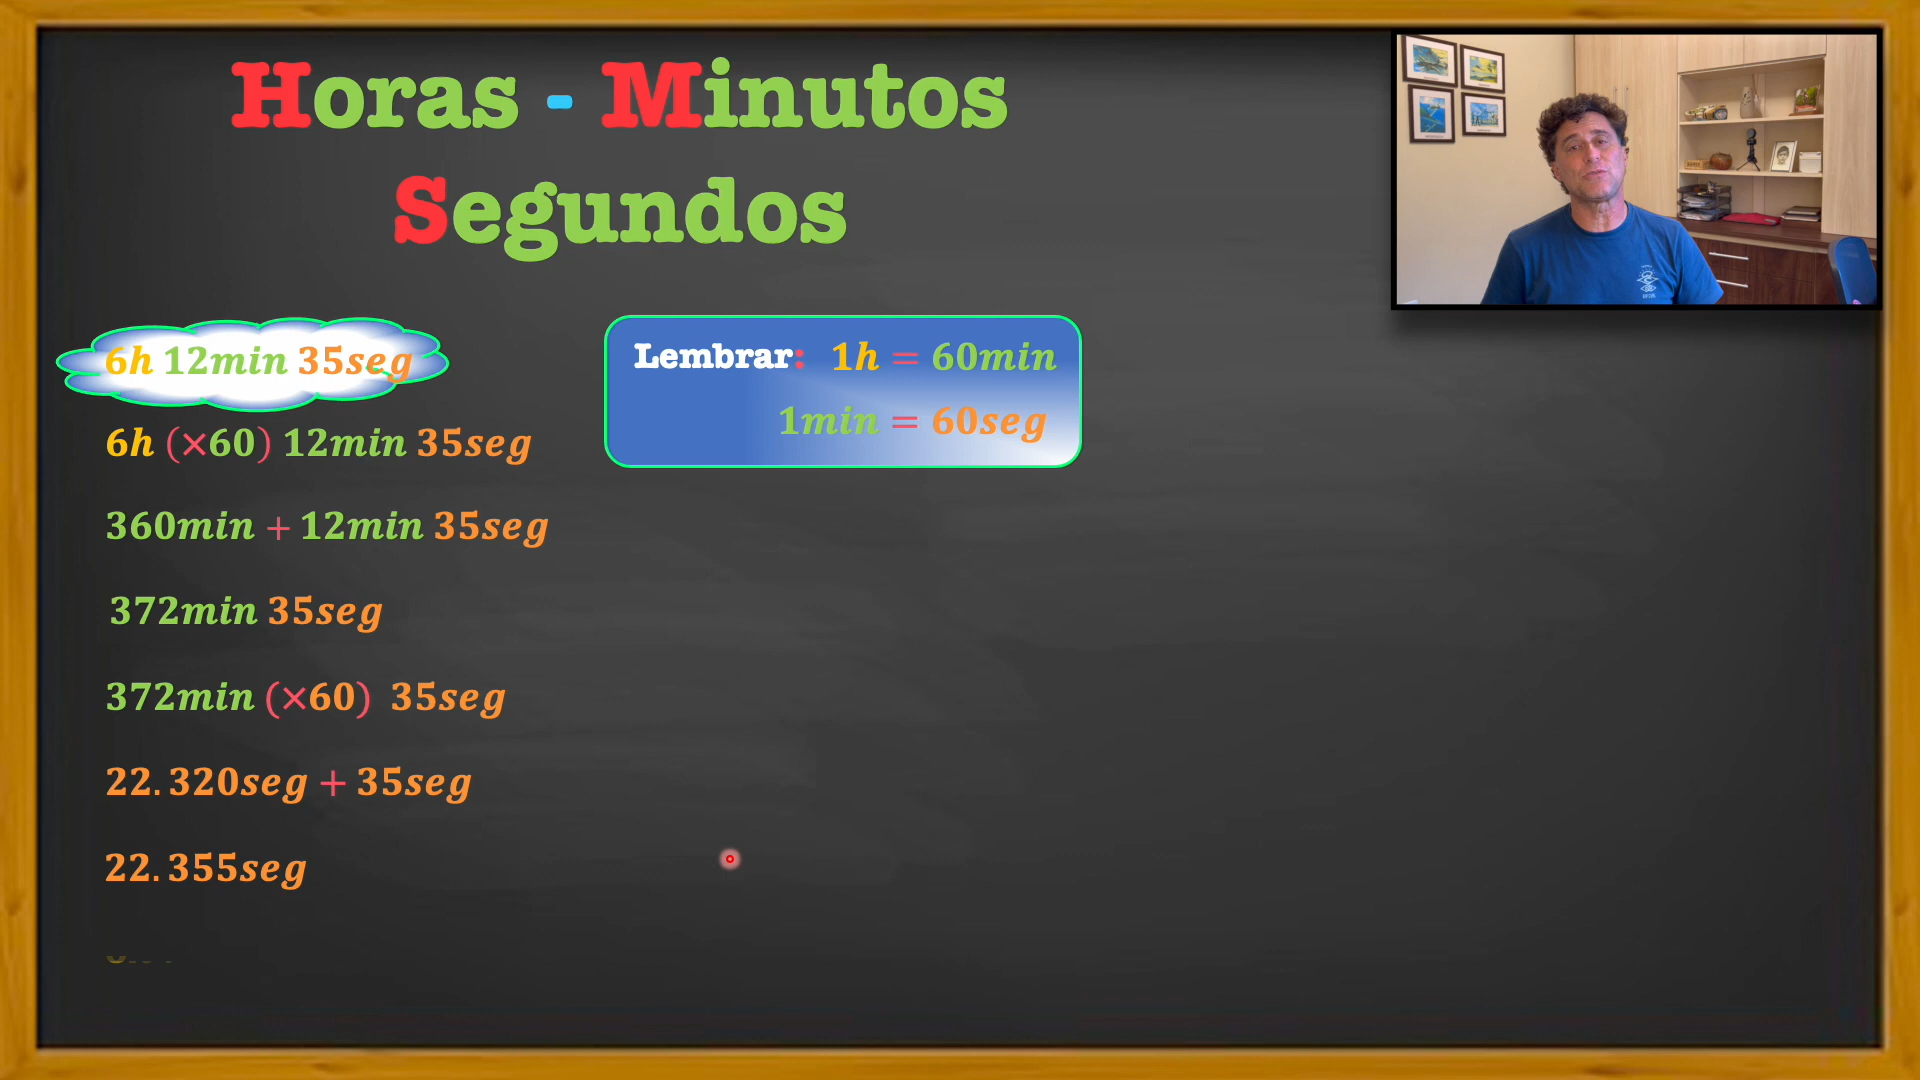 Horas - Minutos
Segundos
6h 12min 35seg
Lembrar: 1h = 60min
1min = 60seg
6h (×60) 12min 35seg
360min + 12min 35seg
372min 35seg
372min (×60) 35seg
22.320seg + 35seg
22.355seg